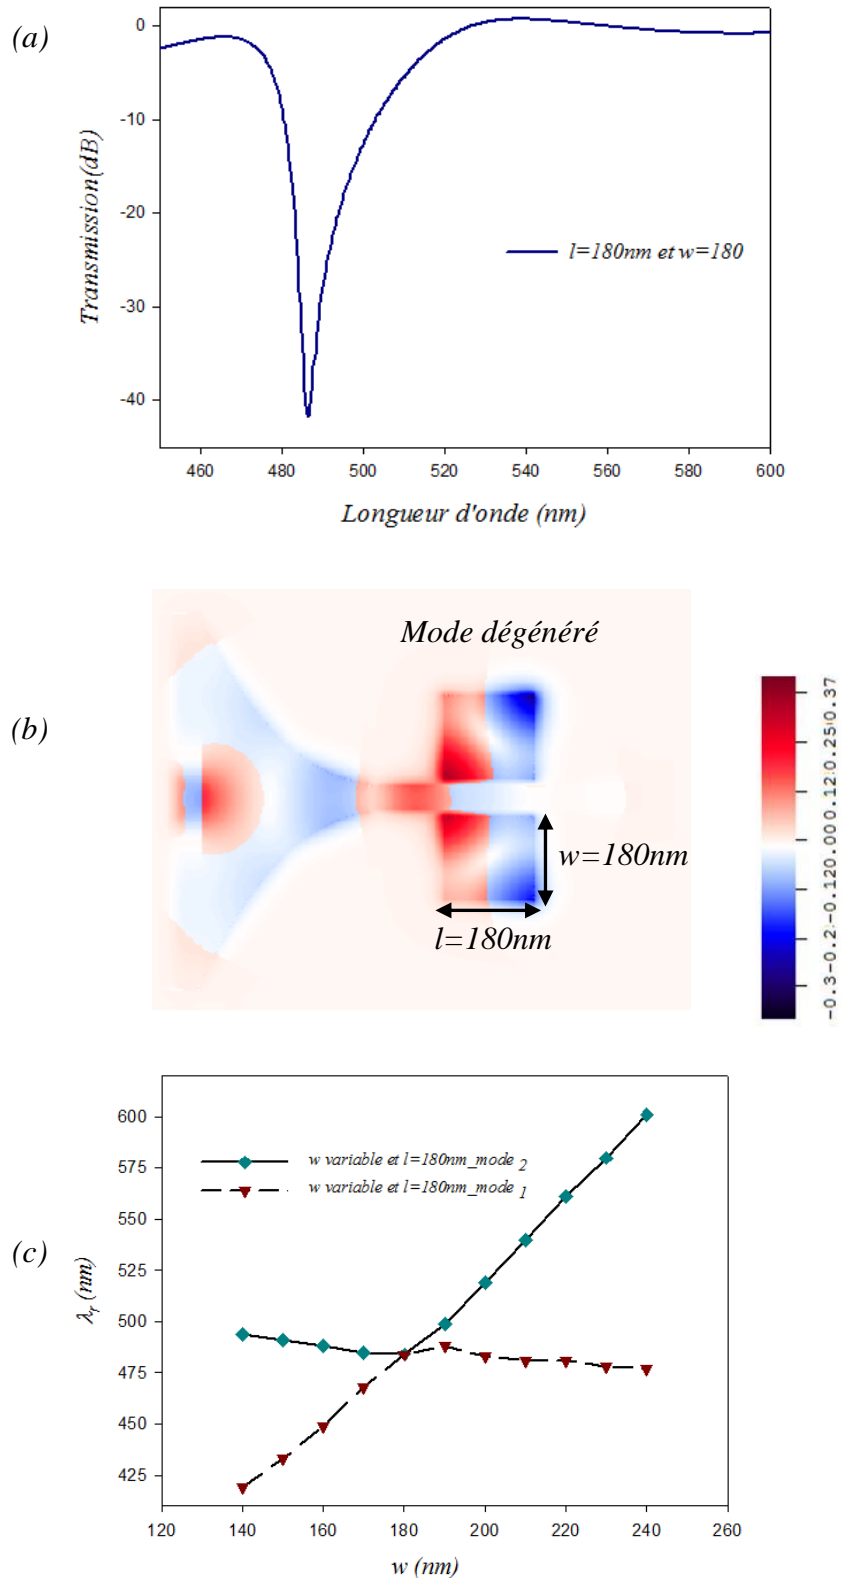 (a)
0
-10
-20
-30
-40
Transmission(dB)
l=180nm et w=180
460 480 500 520 540 560 580 600
Longueur d'onde (nm)
(b)
Mode dégénéré
w=180nm
l=180nm
-0.3-0.2-0.120.000.120.250.37
(c)
600
575
550
525
500
475
450
425
λr (nm)
w variable et l=180nm_mode 2
w variable et l=180nm_mode 1
120 140 160 180 200 220 240 260
w (nm)